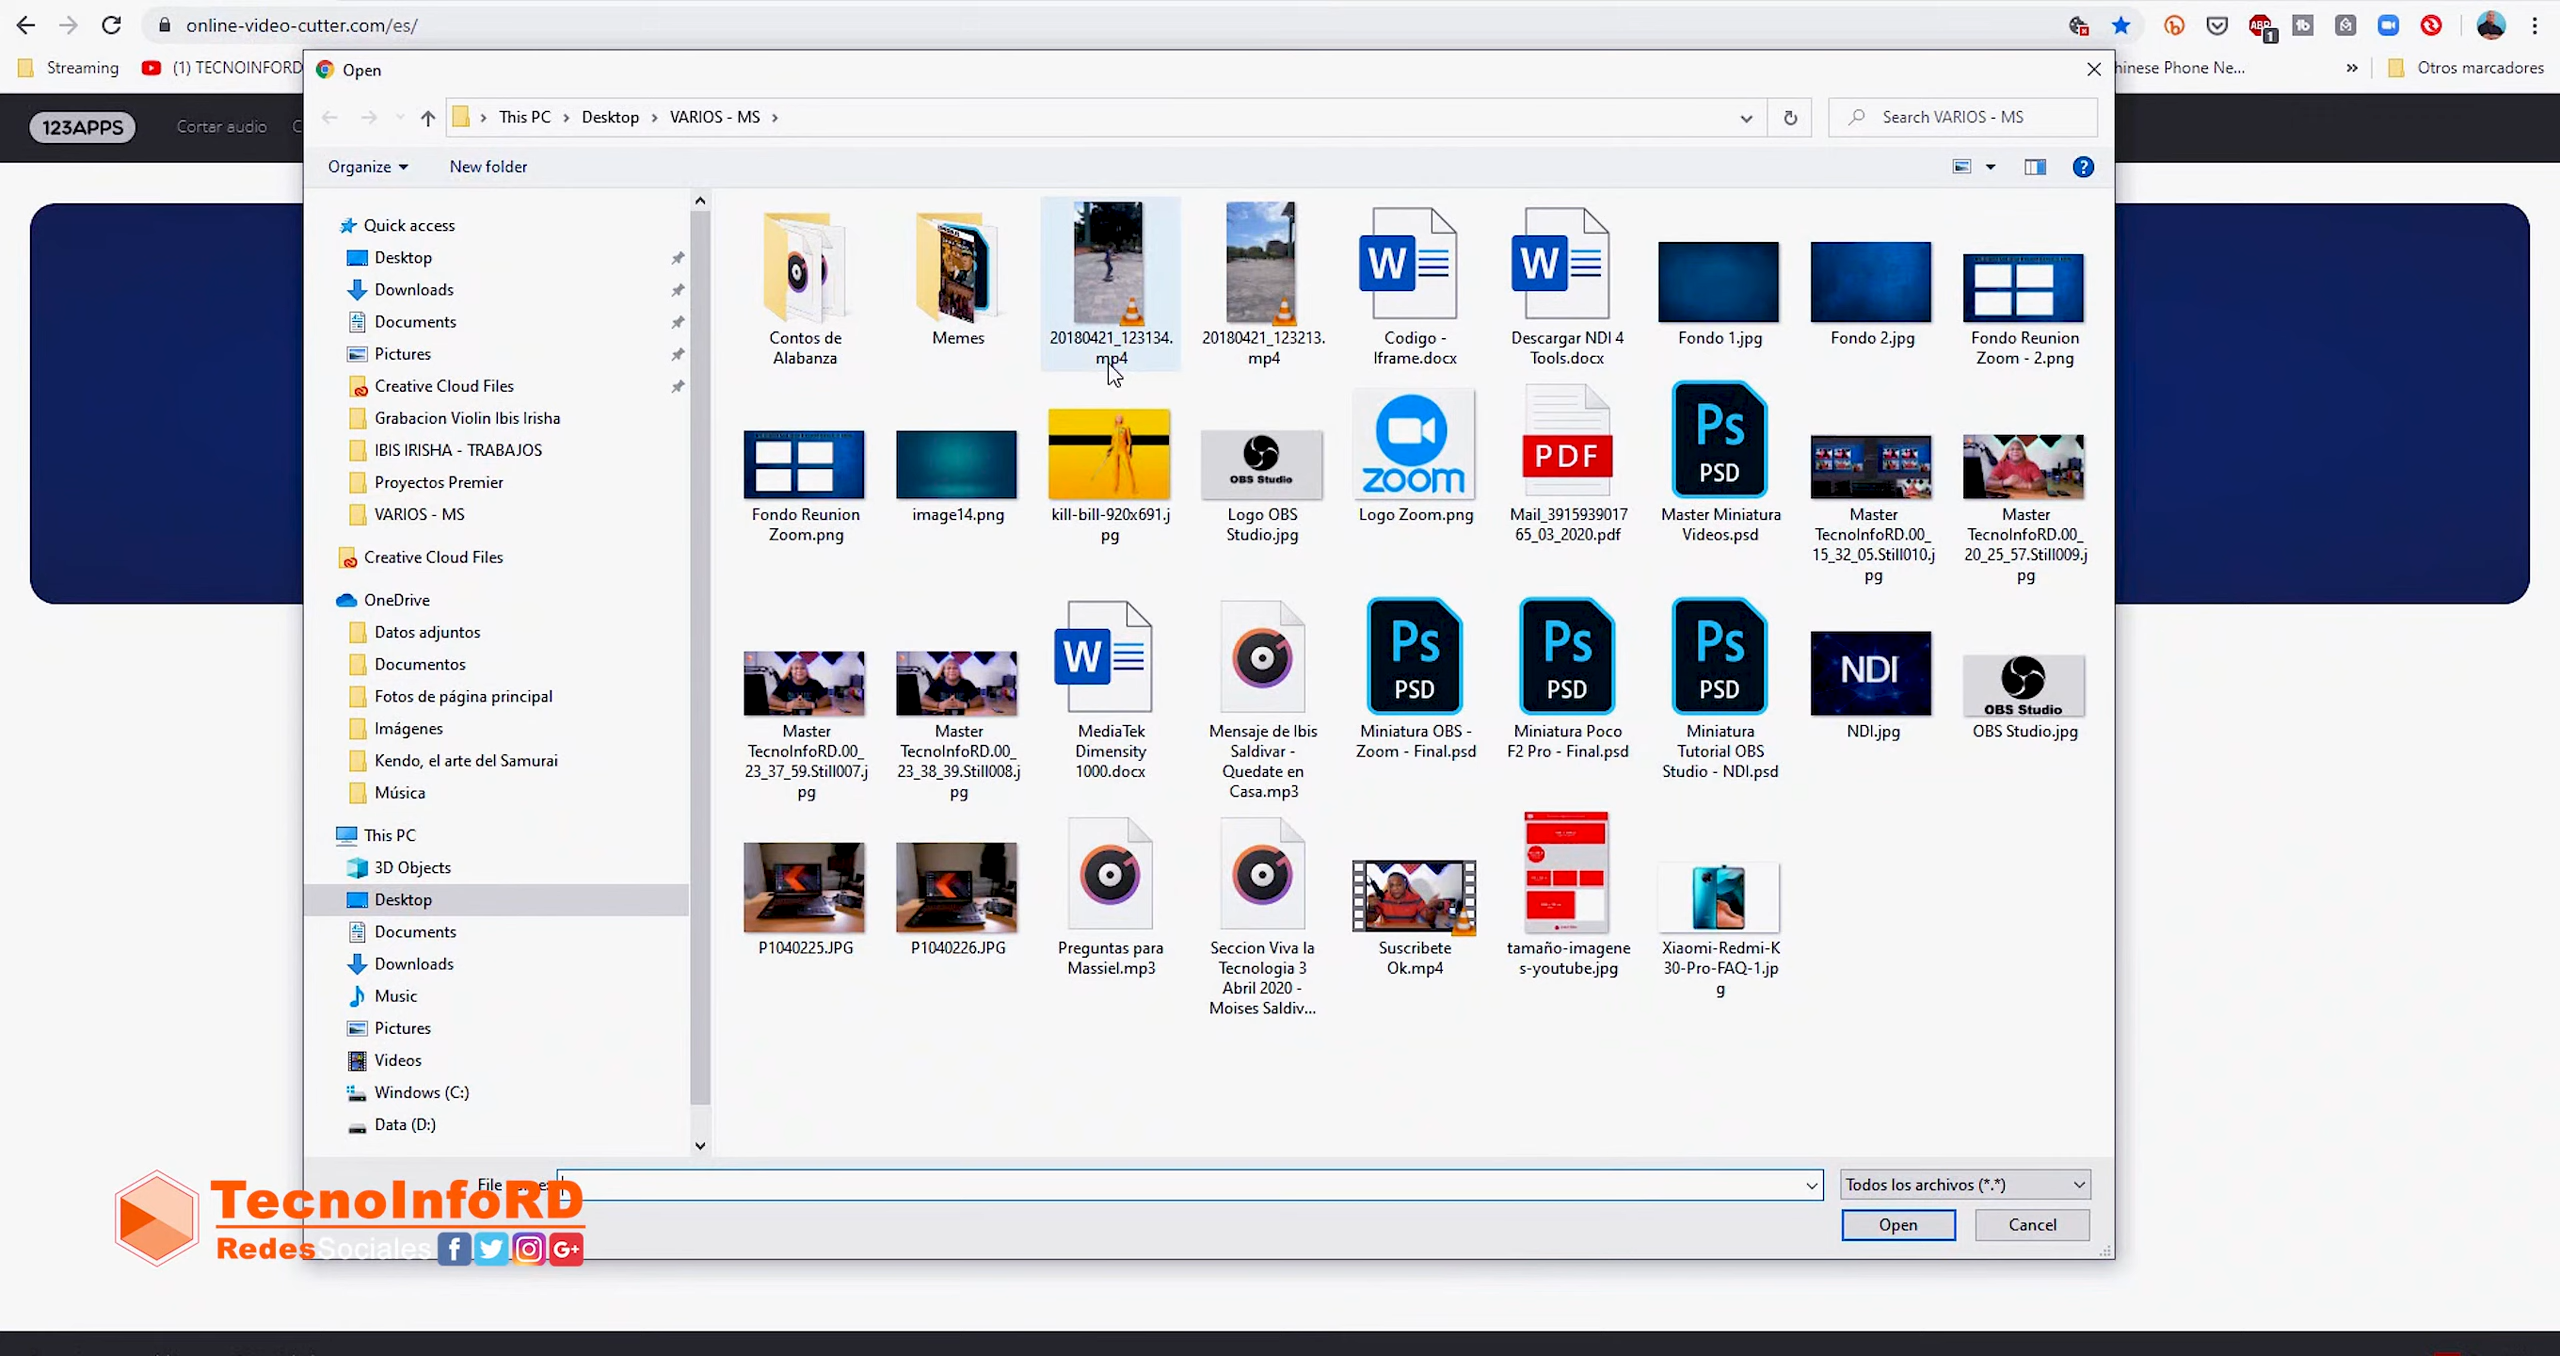 online-video-cutter.com/es/
Streaming
(1) TECNOINFORD
hinese Phone Ne...
»
Otros marcadores
Open
123APPS
Cortar audio
C
This PC
Desktop
VARIOS - MS
Search VARIOS - MS
Organize
New folder
Quick access
Desktop
Downloads
Documents
Pictures
Creative Cloud Files
Grabacion Violin Ibis Irisha
IBIS IRISHA - TRABAJOS
Proyectos Premier
VARIOS - MS
Creative Cloud Files
OneDrive
Datos adjuntos
Documentos
Fotos de página principal
Imágenes
Kendo, el arte del Samurai
Música
This PC
3D Objects
Desktop
Documents
Downloads
Music
Pictures
Videos
Windows (C:)
Data (D:)
Contos de
Alabanza
Memes
20180421_123134.
mp4
20180421_123213.
mp4
Codigo -
Iframe.docx
Descargar NDI 4
Tools.docx
Fondo 1.jpg
Fondo 2.jpg
Fondo Reunion
Zoom - 2.png
Fondo Reunion
Zoom.png
image14.png
kill-bill-920x691.j
pg
OBS Studio
Logo OBS
Studio.jpg
zoom
Logo Zoom.png
PDF
Mail_3915939017
65_03_2020.pdf
Ps
PSD
Master Miniatura
Videos.psd
Master
TecnoInfoRD.00_
15_32_05.Still010.j
pg
Master
TecnoInfoRD.00_
20_25_57.Still009.j
pg
Master
TecnoInfoRD.00_
23_37_59.Still007.j
pg
Master
TecnoInfoRD.00_
23_38_39.Still008.j
pg
MediaTek
Dimensity
1000.docx
Mensaje de Ibis
Saldivar -
Quedate en
Casa.mp3
Ps
PSD
Miniatura OBS -
Zoom - Final.psd
Ps
PSD
Miniatura Poco
F2 Pro - Final.psd
Ps
PSD
Miniatura
Tutorial OBS
Studio - NDI.psd
NDI
NDI.jpg
OBS Studio
OBS Studio.jpg
P1040225.JPG
P1040226.JPG
Preguntas para
Massiel.mp3
Seccion Viva la
Tecnologia 3
Abril 2020 -
Moises Saldiv...
Suscribete
Ok.mp4
tamaño-imagene
s-youtube.jpg
Xiaomi-Redmi-K
30-Pro-FAQ-1.jp
g
File
Todos los archivos (*.*)
Open
Cancel
TecnoInfoRD
RedesSociales